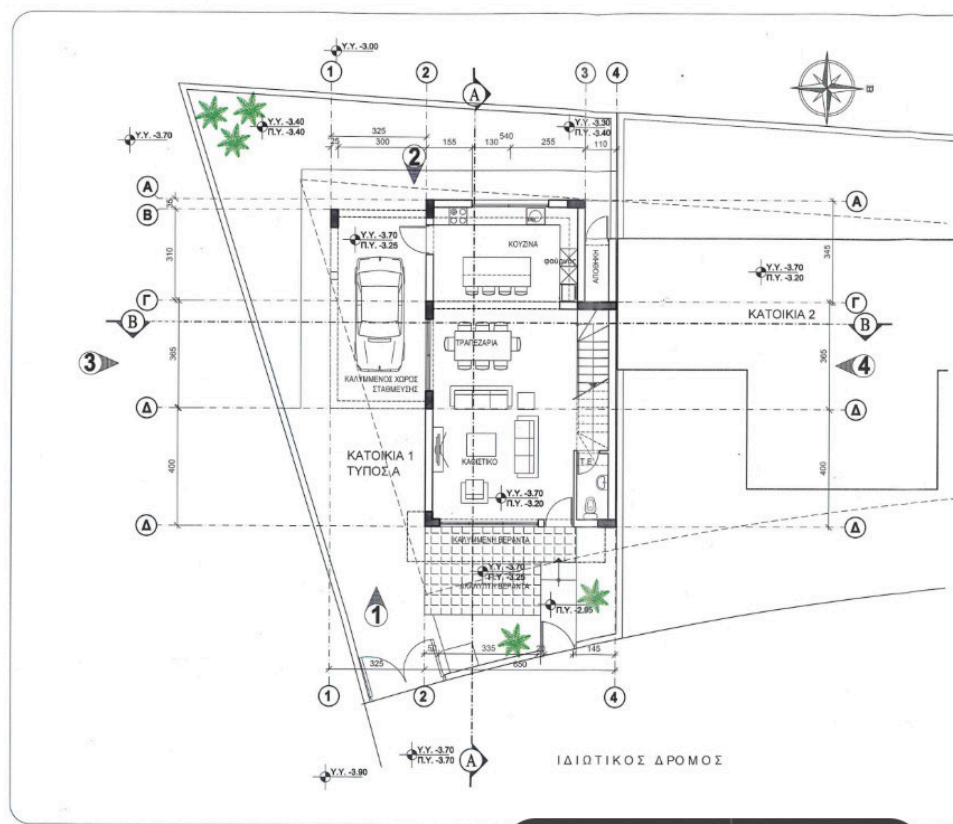 Υ.Υ. -3.00
1
2
3
4
A
B
Υ.Υ. -3.40
Π.Υ. -3.40
Υ.Υ. -3.30
Π.Υ. -3.40
Υ.Υ. -3.70
325
540
25
300
155
130
255
110
2
Α
Α
35
Β
Υ.Υ. -3.70
Π.Υ. -3.25
ΚΟΥΖΙΝΑ
φούρνος
ΑΠΟΘΗΚΗ
310
345
Υ.Υ. -3.70
Π.Υ. -3.20
Γ
Γ
ΚΑΤΟΙΚΙΑ 2
B
B
3
4
ΤΡΑΠΕΖΑΡΙΑ
365
365
ΚΑΛΥΜΜΕΝΟΣ ΧΩΡΟΣ
ΣΤΑΘΜΕΥΣΗΣ
Δ
Δ
ΚΑΤΟΙΚΙΑ 1
ΤΥΠΟΣ Α
ΚΑΘΙΣΤΙΚΟ
Τ.Ε.
400
400
Υ.Υ. -3.70
Π.Υ. -3.20
Δ
Δ
ΚΑΛΥΜΜΕΝΗ ΒΕΡΑΝΤΑ
Υ.Υ. -3.70
Π.Υ. -3.25
Π.Υ. -2.95
1
335
145
325
650
1
2
4
Υ.Υ. -3.70
Π.Υ. -3.70
A
ΙΔΙΩΤΙΚΟΣ ΔΡΟΜΟΣ
Υ.Υ. -3.90